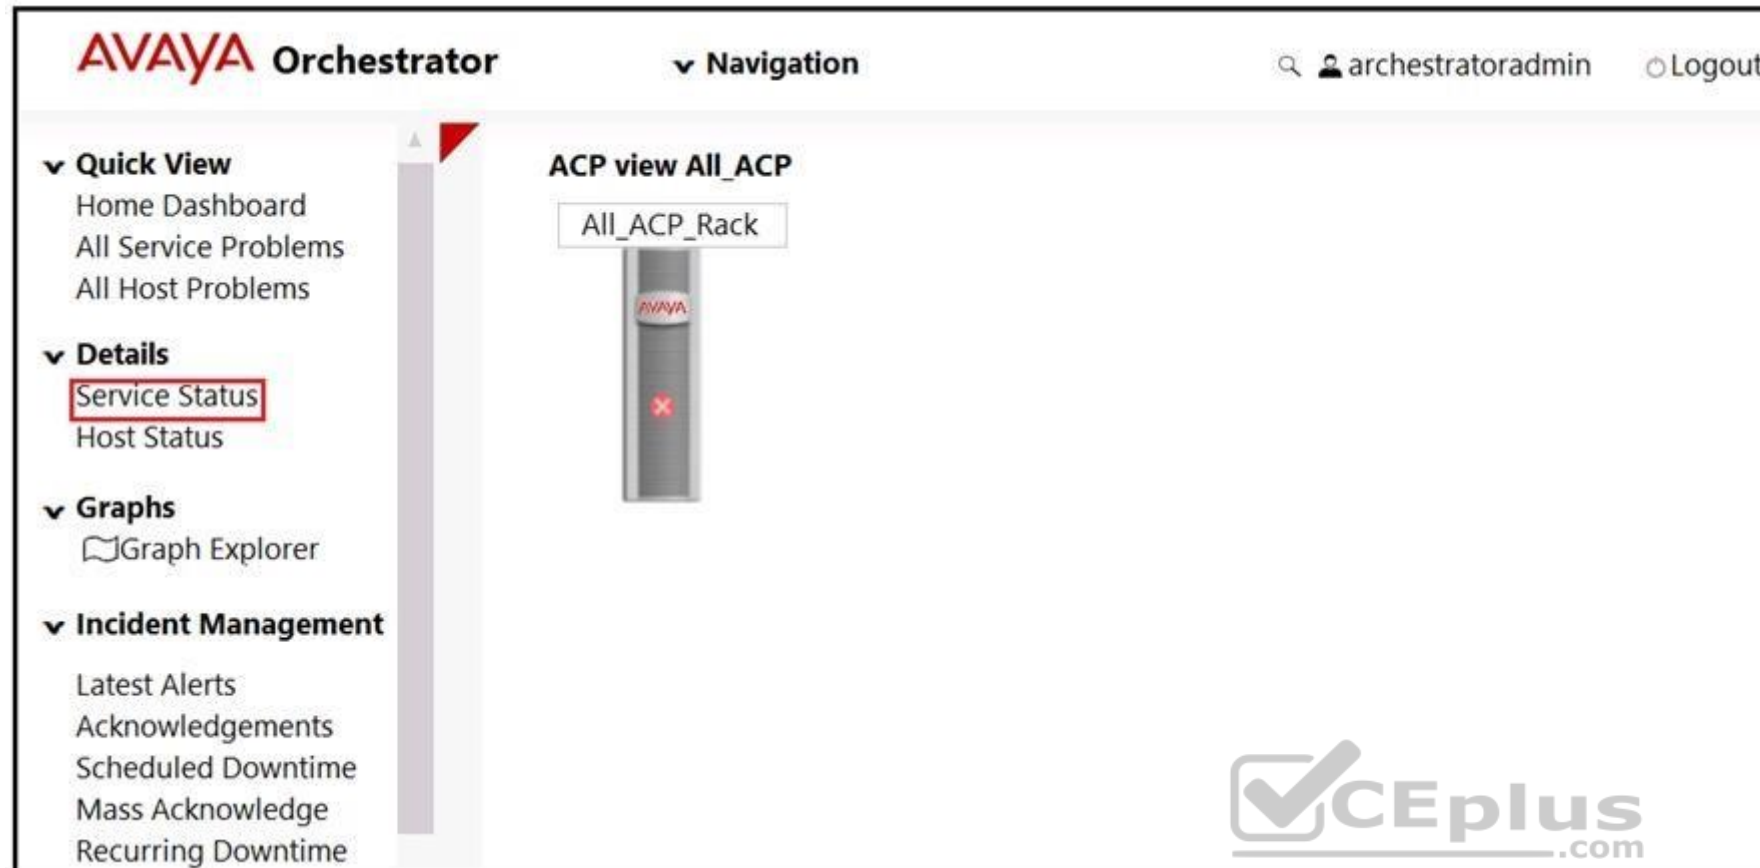 AVAYA Orchestrator
Navigation
archestratoradmin
Logout
Quick View
Home Dashboard
All Service Problems
All Host Problems
Details
Service Status
Host Status
Graphs
Graph Explorer
Incident Management
Latest Alerts
Acknowledgements
Scheduled Downtime
Mass Acknowledge
Recurring Downtime
ACP view All_ACP
All_ACP_Rack
AVAYA
CEplus
.com